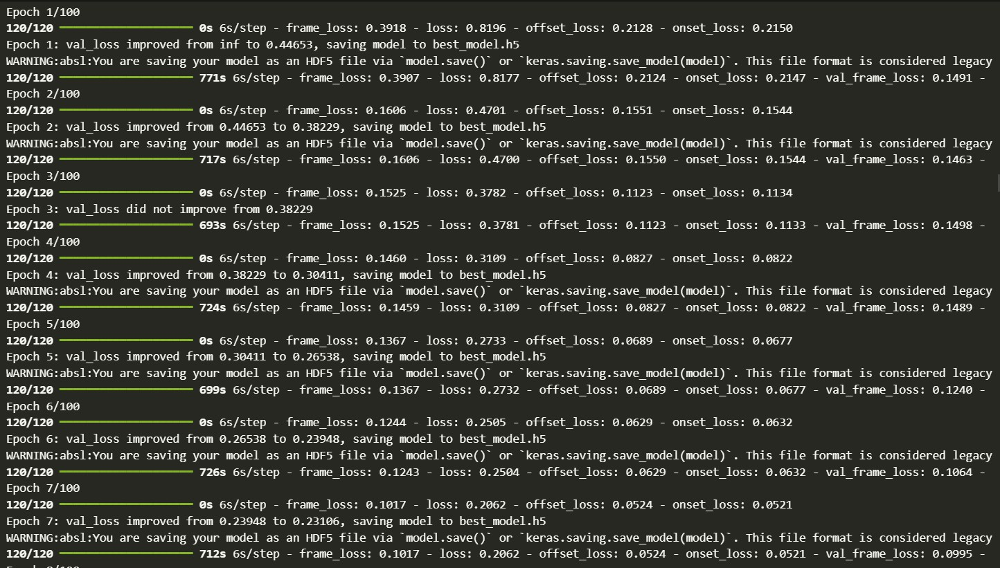 Epoch 1/100
120/120 ━━━━━━━━━━━━━━━━━━━━ 0s 6s/step - frame_loss: 0.3918 - loss: 0.8196 - offset_loss: 0.2128 - onset_loss: 0.2150
Epoch 1: val_loss improved from inf to 0.44653, saving model to best_model.h5
WARNING:absl:You are saving your model as an HDF5 file via `model.save()` or `keras.saving.save_model(model)`. This file format is considered legacy
120/120 ━━━━━━━━━━━━━━━━━━━━ 771s 6s/step - frame_loss: 0.3907 - loss: 0.8177 - offset_loss: 0.2124 - onset_loss: 0.2147 - val_frame_loss: 0.1491 -
Epoch 2/100
120/120 ━━━━━━━━━━━━━━━━━━━━ 0s 6s/step - frame_loss: 0.1606 - loss: 0.4701 - offset_loss: 0.1551 - onset_loss: 0.1544
Epoch 2: val_loss improved from 0.44653 to 0.38229, saving model to best_model.h5
WARNING:absl:You are saving your model as an HDF5 file via `model.save()` or `keras.saving.save_model(model)`. This file format is considered legacy
120/120 ━━━━━━━━━━━━━━━━━━━━ 717s 6s/step - frame_loss: 0.1606 - loss: 0.4700 - offset_loss: 0.1550 - onset_loss: 0.1544 - val_frame_loss: 0.1463 -
Epoch 3/100
120/120 ━━━━━━━━━━━━━━━━━━━━ 0s 6s/step - frame_loss: 0.1525 - loss: 0.3782 - offset_loss: 0.1123 - onset_loss: 0.1134
Epoch 3: val_loss did not improve from 0.38229
120/120 ━━━━━━━━━━━━━━━━━━━━ 693s 6s/step - frame_loss: 0.1525 - loss: 0.3781 - offset_loss: 0.1123 - onset_loss: 0.1133 - val_frame_loss: 0.1498 -
Epoch 4/100
120/120 ━━━━━━━━━━━━━━━━━━━━ 0s 6s/step - frame_loss: 0.1460 - loss: 0.3109 - offset_loss: 0.0827 - onset_loss: 0.0822
Epoch 4: val_loss improved from 0.38229 to 0.30411, saving model to best_model.h5
WARNING:absl:You are saving your model as an HDF5 file via `model.save()` or `keras.saving.save_model(model)`. This file format is considered legacy
120/120 ━━━━━━━━━━━━━━━━━━━━ 724s 6s/step - frame_loss: 0.1459 - loss: 0.3109 - offset_loss: 0.0827 - onset_loss: 0.0822 - val_frame_loss: 0.1489 -
Epoch 5/100
120/120 ━━━━━━━━━━━━━━━━━━━━ 0s 6s/step - frame_loss: 0.1367 - loss: 0.2733 - offset_loss: 0.0689 - onset_loss: 0.0677
Epoch 5: val_loss improved from 0.30411 to 0.26538, saving model to best_model.h5
WARNING:absl:You are saving your model as an HDF5 file via `model.save()` or `keras.saving.save_model(model)`. This file format is considered legacy
120/120 ━━━━━━━━━━━━━━━━━━━━ 699s 6s/step - frame_loss: 0.1367 - loss: 0.2732 - offset_loss: 0.0689 - onset_loss: 0.0677 - val_frame_loss: 0.1240 -
Epoch 6/100
120/120 ━━━━━━━━━━━━━━━━━━━━ 0s 6s/step - frame_loss: 0.1244 - loss: 0.2505 - offset_loss: 0.0629 - onset_loss: 0.0632
Epoch 6: val_loss improved from 0.26538 to 0.23948, saving model to best_model.h5
WARNING:absl:You are saving your model as an HDF5 file via `model.save()` or `keras.saving.save_model(model)`. This file format is considered legacy
120/120 ━━━━━━━━━━━━━━━━━━━━ 726s 6s/step - frame_loss: 0.1243 - loss: 0.2504 - offset_loss: 0.0629 - onset_loss: 0.0632 - val_frame_loss: 0.1064 -
Epoch 7/100
120/120 ━━━━━━━━━━━━━━━━━━━━ 0s 6s/step - frame_loss: 0.1017 - loss: 0.2062 - offset_loss: 0.0524 - onset_loss: 0.0521
Epoch 7: val_loss improved from 0.23948 to 0.23106, saving model to best_model.h5
WARNING:absl:You are saving your model as an HDF5 file via `model.save()` or `keras.saving.save_model(model)`. This file format is considered legacy
120/120 ━━━━━━━━━━━━━━━━━━━━ 712s 6s/step - frame_loss: 0.1017 - loss: 0.2062 - offset_loss: 0.0524 - onset_loss: 0.0521 - val_frame_loss: 0.0995 -